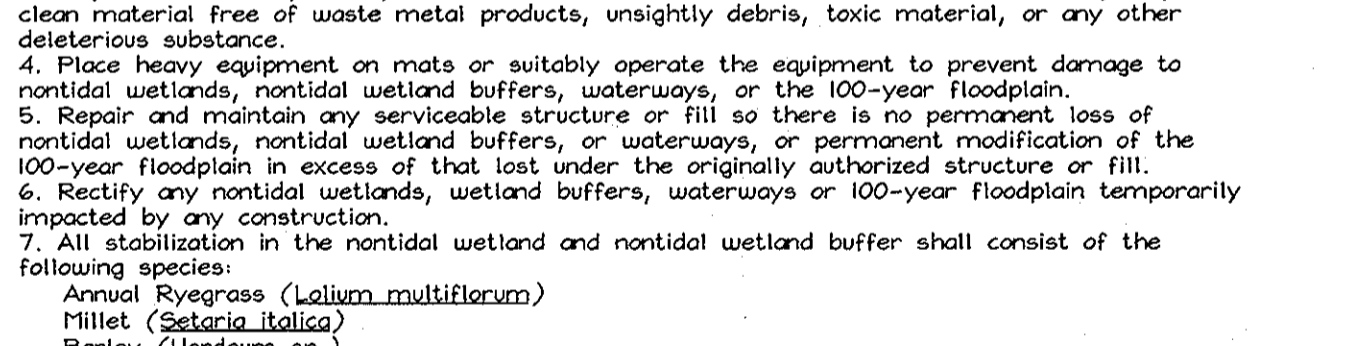 clean material free of waste metal products, unsightly debris, toxic material, or any other
deleterious substance.
4. Place heavy equipment on mats or suitably operate the equipment to prevent damage to
nontidal wetlands, nontidal wetland buffers, waterways, or the 100-year floodplain.
5. Repair and maintain any serviceable structure or fill so there is no permanent loss of
nontidal wetlands, nontidal wetland buffers, or waterways, or permanent modification of the
100-year floodplain in excess of that lost under the originally authorized structure or fill.
6. Rectify any nontidal wetlands, wetland buffers, waterways or 100-year floodplain temporarily
impacted by any construction.
7. All stabilization in the nontidal wetland and nontidal wetland buffer shall consist of the
following species:
Annual Ryegrass (Lolium multiflorum)
Millet (Setaria italica)